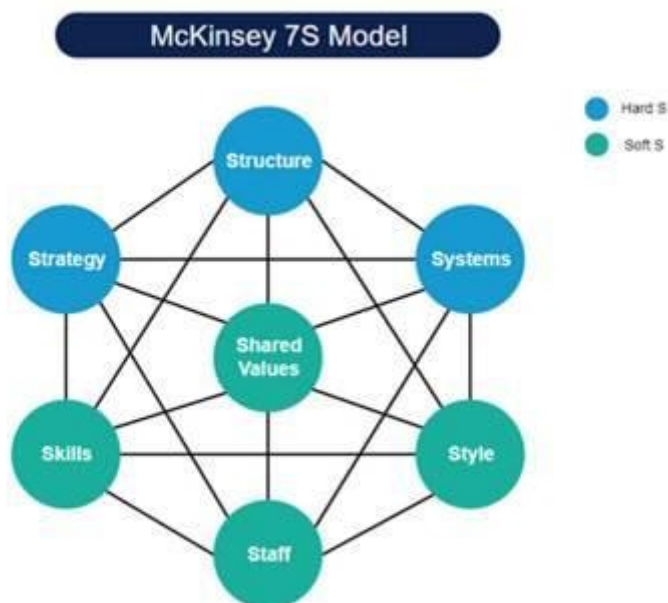 McKinsey 7S Model
Hard S
Soft S
Structure
Strategy
Systems
Shared
Values
Skills
Style
Staff